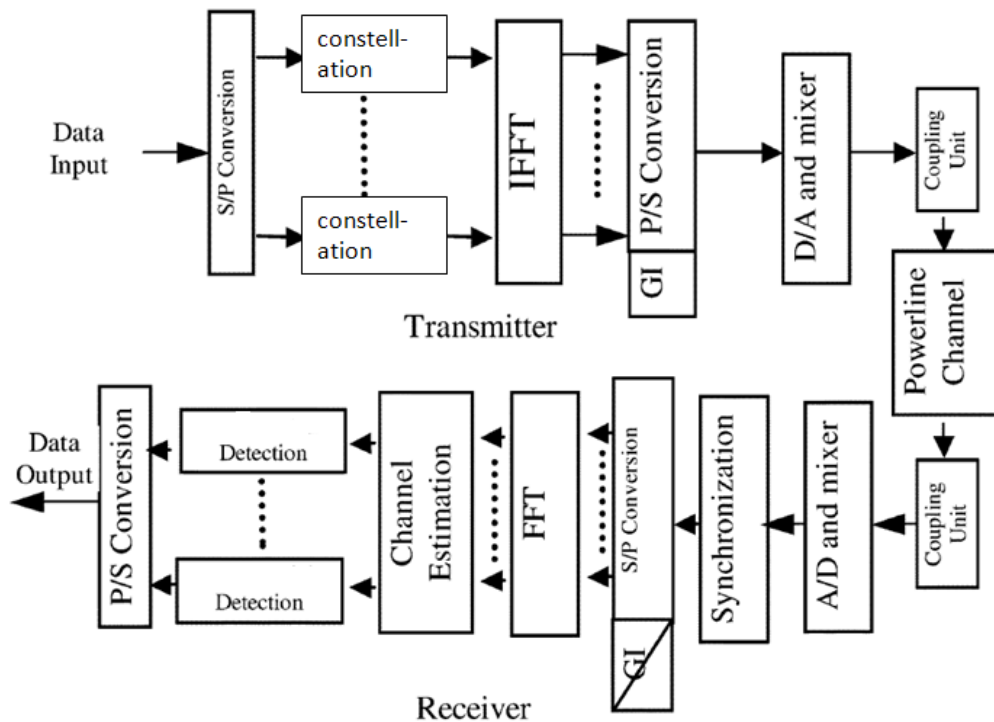 Data
Input
S/P Conversion
constell-
ation
constell-
ation
IFFT
P/S Conversion
GI
D/A and mixer
Coupling
Unit
Transmitter
Powerline
Channel
Data
Output
P/S Conversion
Detection
Detection
Channel
Estimation
FFT
S/P Conversion
GI
Synchronization
A/D and mixer
Coupling
Unit
Receiver